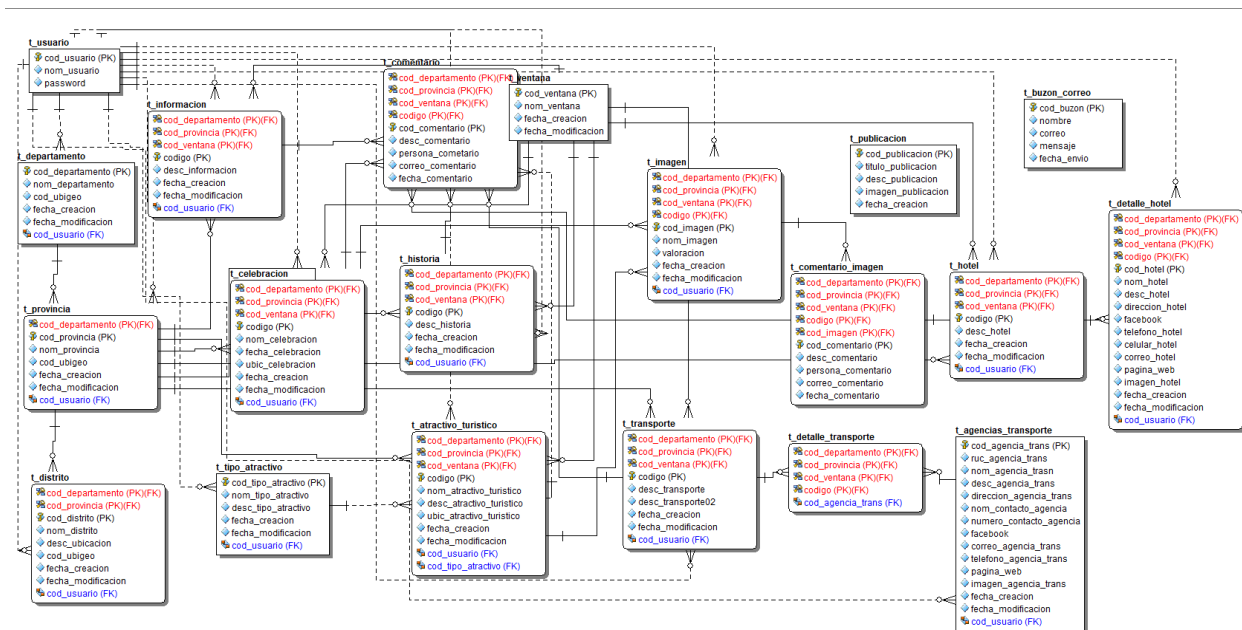 t_usuario
cod_usuario (PK)
nom_usuario
password
t_departamento
cod_departamento (PK)
nom_departamento
cod_ubigeo
fecha_creacion
fecha_modificacion
cod_usuario (FK)
t_provincia
cod_departamento (PK)(FK)
cod_provincia (PK)
nom_provincia
cod_ubigeo
fecha_creacion
fecha_modificacion
cod_usuario (FK)
t_distrito
cod_departamento (PK)(FK)
cod_provincia (PK)(FK)
cod_distrito (PK)
nom_distrito
desc_ubicacion
cod_ubigeo
fecha_creacion
fecha_modificacion
cod_usuario (FK)
t_informacion
cod_departamento (PK)(FK)
cod_provincia (PK)(FK)
cod_ventana (PK)(FK)
codigo (PK)
desc_informacion
fecha_creacion
fecha_modificacion
cod_usuario (FK)
t_celebracion
cod_departamento (PK)(FK)
cod_provincia (PK)(FK)
cod_ventana (PK)(FK)
codigo (PK)
nom_celebracion
fecha_celebracion
ubic_celebracion
fecha_creacion
fecha_modificacion
cod_usuario (FK)
t_tipo_atractivo
cod_tipo_atractivo (PK)
nom_tipo_atractivo
desc_tipo_atractivo
fecha_creacion
fecha_modificacion
cod_usuario (FK)
t_comentario
cod_departamento (PK)(FK)
cod_provincia (PK)(FK)
cod_ventana (PK)(FK)
codigo (PK)(FK)
cod_comentario (PK)
desc_comentario
persona_cometario
correo_comentario
fecha_comentario
t_historia
cod_departamento (PK)(FK)
cod_provincia (PK)(FK)
cod_ventana (PK)(FK)
codigo (PK)
desc_historia
fecha_creacion
fecha_modificacion
cod_usuario (FK)
t_atractivo_turistico
cod_departamento (PK)(FK)
cod_provincia (PK)(FK)
cod_ventana (PK)(FK)
codigo (PK)
nom_atractivo_turistico
desc_atractivo_turistico
ubic_atractivo_turistico
fecha_creacion
fecha_modificacion
cod_usuario (FK)
cod_tipo_atractivo (FK)
ventana
cod_ventana (PK)
nom_ventana
fecha_creacion
fecha_modificacion
t_imagen
cod_departamento (PK)(FK)
cod_provincia (PK)(FK)
cod_ventana (PK)(FK)
codigo (PK)(FK)
cod_imagen (PK)
nom_imagen
valoracion
fecha_creacion
fecha_modificacion
cod_usuario (FK)
t_transporte
cod_departamento (PK)(FK)
cod_provincia (PK)(FK)
cod_ventana (PK)(FK)
codigo (PK)
desc_transporte
desc_transporte02
fecha_creacion
fecha_modificacion
cod_usuario (FK)
t_publicacion
cod_publicacion (PK)
titulo_publicacion
desc_publicacion
imagen_publicacion
fecha_creacion
t_comentario_imagen
cod_departamento (PK)(FK)
cod_provincia (PK)(FK)
cod_ventana (PK)(FK)
codigo (PK)(FK)
cod_imagen (PK)(FK)
cod_comentario (PK)
desc_comentario
persona_comentario
correo_comentario
fecha_comentario
t_detalle_transporte
cod_departamento (PK)(FK)
cod_provincia (PK)(FK)
cod_ventana (PK)(FK)
codigo (PK)(FK)
cod_agencia_trans (FK)
t_buzon_correo
cod_buzon (PK)
nombre
correo
mensaje
fecha_envio
t_hotel
cod_departamento (PK)(FK)
cod_provincia (PK)(FK)
cod_ventana (PK)(FK)
codigo (PK)
desc_hotel
fecha_creacion
fecha_modificacion
cod_usuario (FK)
t_detalle_hotel
cod_departamento (PK)(FK)
cod_provincia (PK)(FK)
cod_ventana (PK)(FK)
codigo (PK)(FK)
cod_hotel (PK)
nom_hotel
desc_hotel
direccion_hotel
facebook
telefono_hotel
celular_hotel
correo_hotel
pagina_web
imagen_hotel
fecha_creacion
fecha_modificacion
cod_usuario (FK)
t_agencias_transporte
cod_agencia_trans (PK)
ruc_agencia_trans
nom_agencia_trasn
desc_agencia_trans
direccion_agencia_trans
nom_contacto_agencia
numero_contacto_agencia
facebook
correo_agencia_trans
telefono_agencia_trans
pagina_web
imagen_agencia_trans
fecha_creacion
fecha_modificacion
cod_usuario (FK)